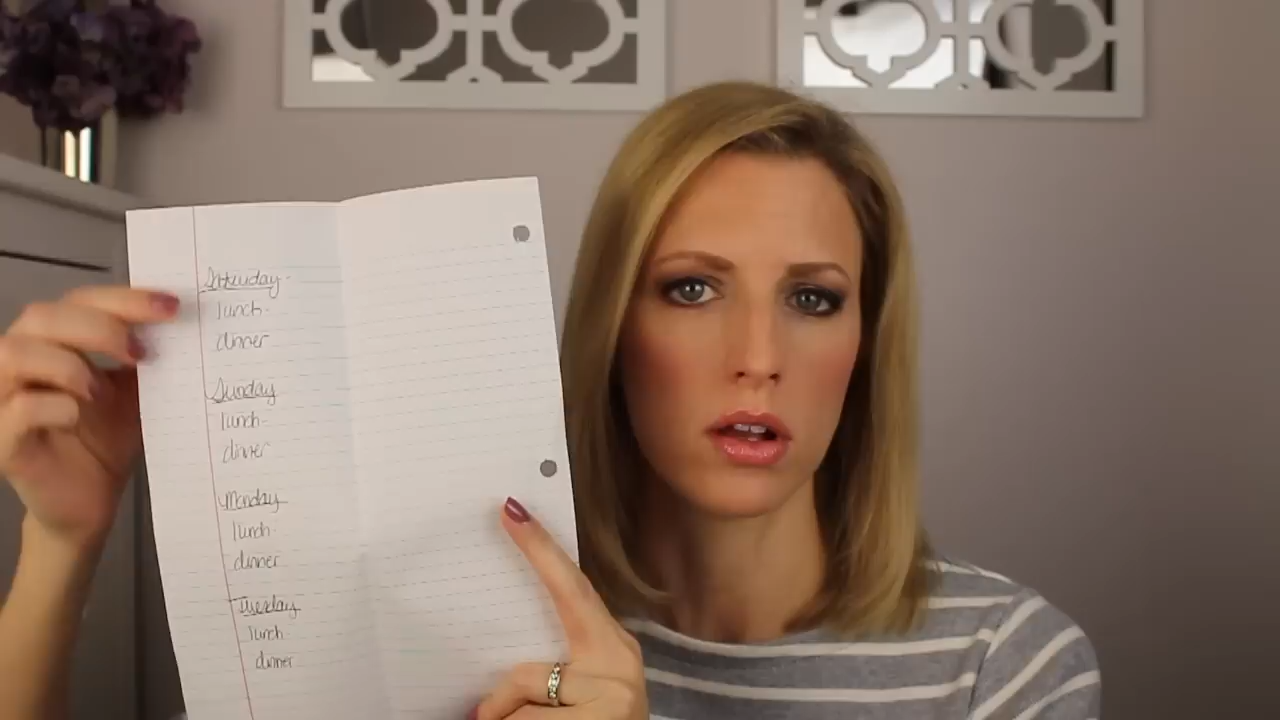 Saturday-
lunch-
dinner
Sunday
lunch-
dinner
Monday
lunch-
dinner
Tuesday
lunch
dinner